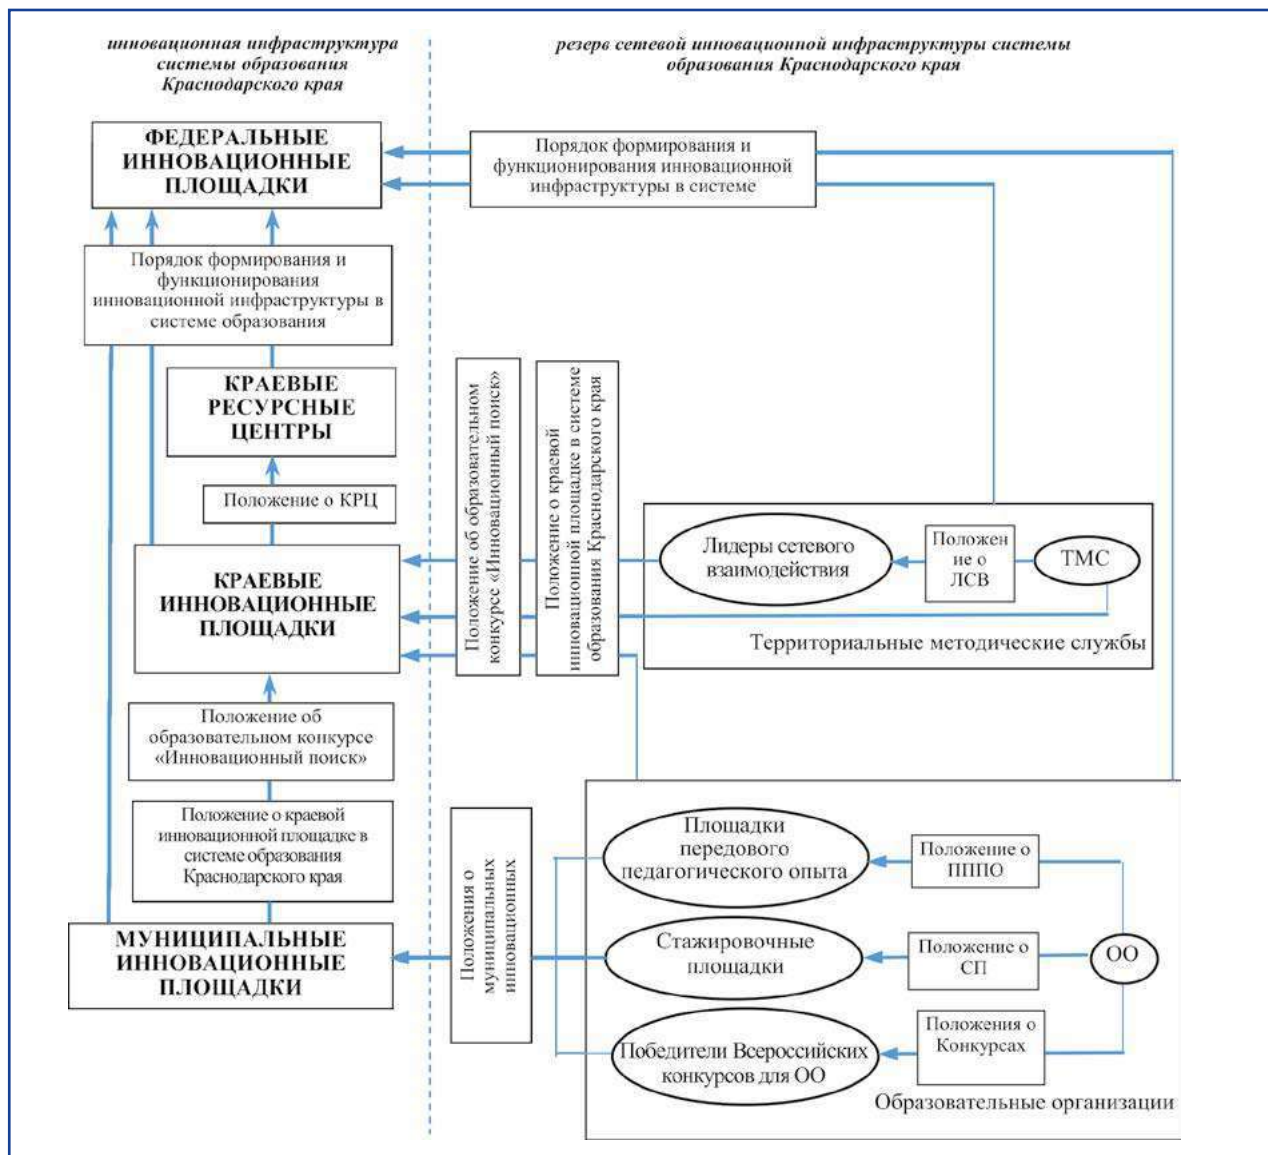 инновационная инфраструктура
системы образования
Краснодарского края
резерв сетевой инновационной инфраструктуры системы
образования Краснодарского края
ФЕДЕРАЛЬНЫЕ
ИННОВАЦИОННЫЕ
ПЛОЩАДКИ
Порядок формирования и
функционирования инновационной
инфраструктуры в системе
Порядок формирования и
функционирования
инновационной инфраструктуры в
системе образования
КРАЕВЫЕ
РЕСУРСНЫЕ
ЦЕНТРЫ
Положение о КРЦ
КРАЕВЫЕ
ИННОВАЦИОННЫЕ
ПЛОЩАДКИ
Положение об образовательном
конкурсе «Инновационный поиск»
Положение о краевой
инновационной площадке в системе
образования Краснодарского края
Лидеры сетевого
взаимодействия
Положен
ие о
ЛСВ
ТМС
Территориальные методические службы
Положение об
образовательном конкурсе
«Инновационный поиск»
Положение о краевой
инновационной площадке в
системе образования
Краснодарского края
МУНИЦИПАЛЬНЫЕ
ИННОВАЦИОННЫЕ
ПЛОЩАДКИ
Положения о
муниципальных
инновационных
Площадки
передового
педагогического опыта
Положение о
ПППО
Стажировочные
площадки
Положение о
СП
ОО
Победители Всероссийских
конкурсов для ОО
Положения о
Конкурсах
Образовательные организации